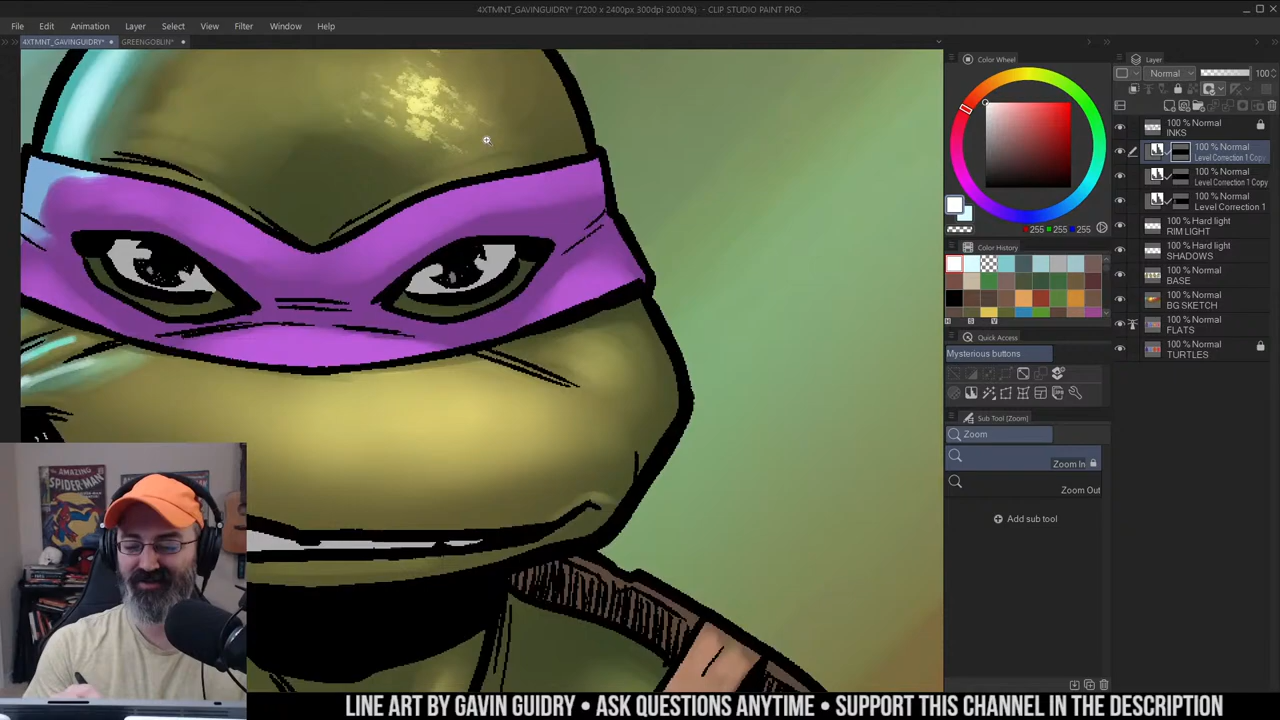 4XTMNT_GAVINGUIDRY* (7200 x 2400px 300dpi 200.0%) - CLIP STUDIO PAINT PRO
File Edit Animation Layer Select View Filter Window Help
4XTMNT_GAVINGUIDRY*
GREENGOBLIN*
Color Wheel
255 255 255
Color History
H S V
Quick Access
Mysterious buttons
Sub Tool [Zoom]
Zoom
Zoom In
Zoom Out
Add sub tool
Layer
Normal 100
100 % Normal
INKS
100 % Normal
Level Correction 1 Copy
100 % Normal
Level Correction 1 Copy
100 % Normal
Level Correction 1
100 % Hard light
RIM LIGHT
100 % Hard light
SHADOWS
100 % Normal
BASE
100 % Normal
BG SKETCH
100 % Normal
FLATS
100 % Normal
TURTLES
AMAZING
SPIDER-MAN
LINE ART BY GAVIN GUIDRY • ASK QUESTIONS ANYTIME • SUPPORT THIS CHANNEL IN THE DESCRIPTION